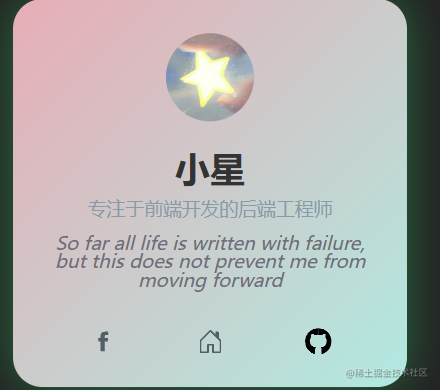 小星
专注于前端开发的后端工程师
So far all life is written with failure,
but this does not prevent me from
moving forward
@稀土掘金技术社区